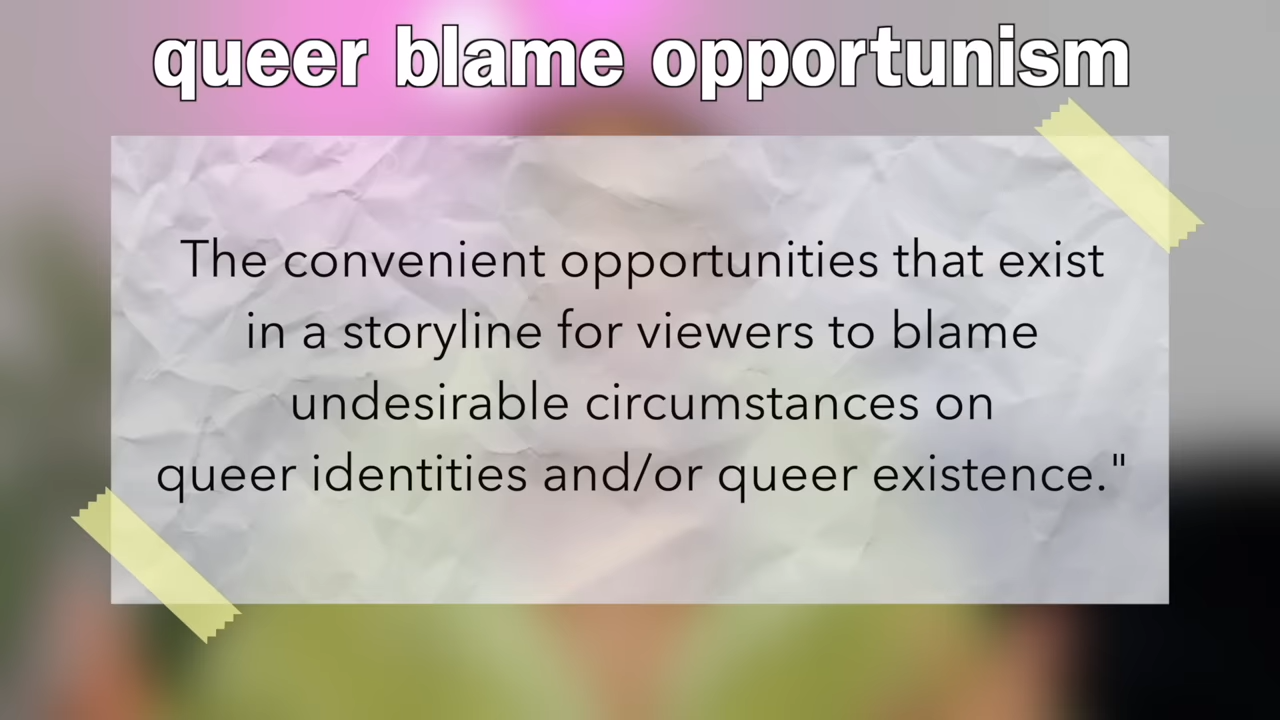 queer blame opportunism
The convenient opportunities that exist
in a storyline for viewers to blame
undesirable circumstances on
queer identities and/or queer existence."